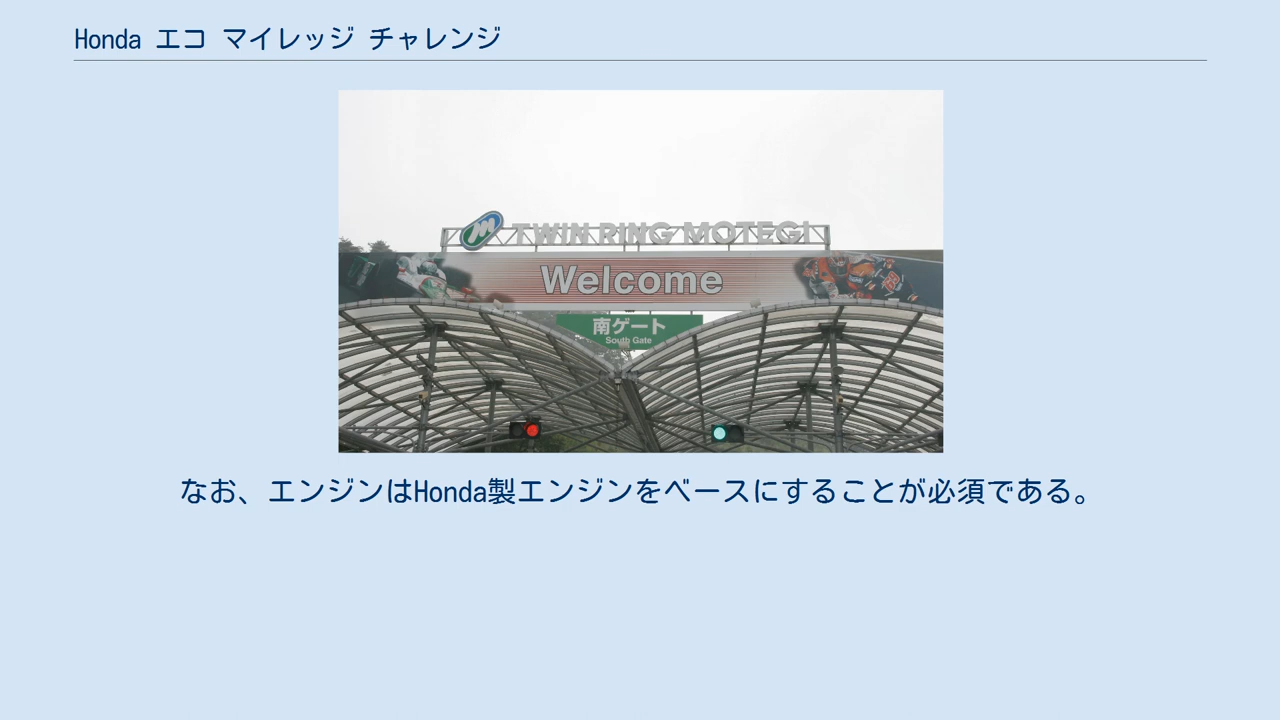 Honda エコ マイレッジ チャレンジ
TWIN RING MOTEGI
Welcome
南ゲート
South Gate
なお、エンジンはHonda製エンジンをベースにすることが必須である。